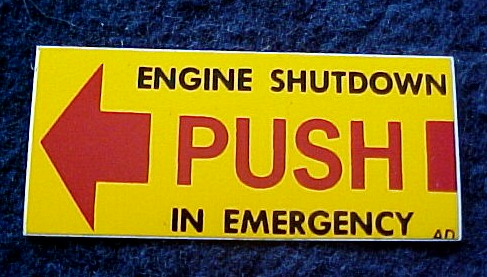 ENGINE SHUTDOWN
PUSH
IN EMERGENCY
AD